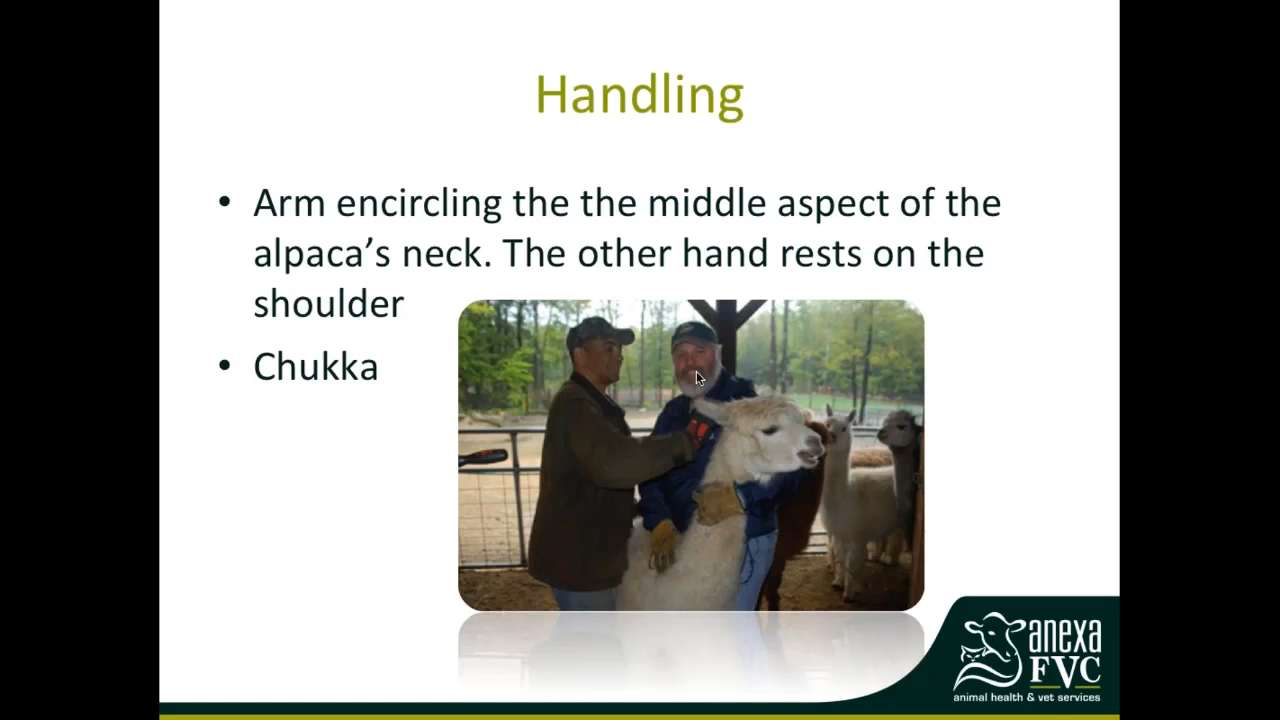 Handling
• Arm encircling the the middle aspect of the
alpaca’s neck. The other hand rests on the
shoulder
• Chukka
anexa
FVC
animal health & vet services